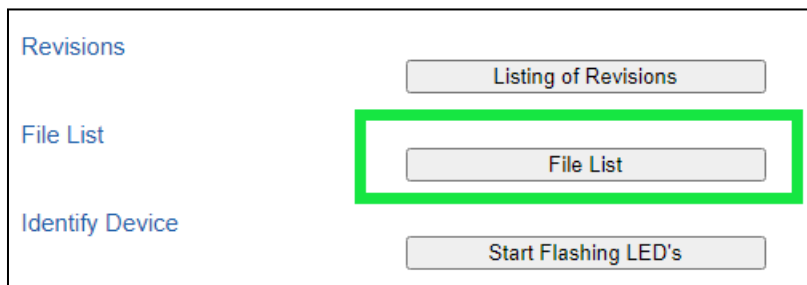 Revisions
Listing of Revisions
File List
File List
Identify Device
Start Flashing LED's